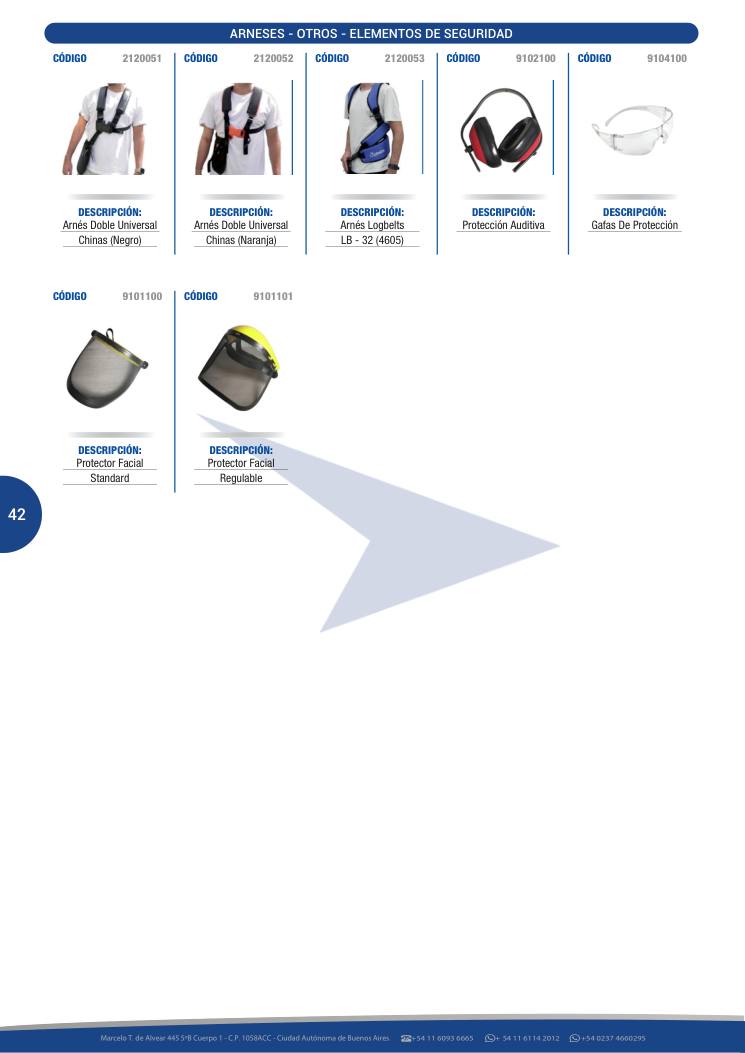 ARNESES - OTROS - ELEMENTOS DE SEGURIDAD
CÓDIGO 2120051
DESCRIPCIÓN:
Arnés Doble Universal
Chinas (Negro)
CÓDIGO 2120052
DESCRIPCIÓN:
Arnés Doble Universal
Chinas (Naranja)
CÓDIGO 2120053
DESCRIPCIÓN:
Arnés Logbelts
LB - 32 (4605)
CÓDIGO 9102100
DESCRIPCIÓN:
Protección Auditiva
CÓDIGO 9104100
DESCRIPCIÓN:
Gafas De Protección
CÓDIGO 9101100
DESCRIPCIÓN:
Protector Facial
Standard
CÓDIGO 9101101
DESCRIPCIÓN:
Protector Facial
Regulable
42
Marcelo T. de Alvear 445 5ºB Cuerpo 1 - C.P. 1058ACC - Ciudad Autónoma de Buenos Aires. +54 11 6093 6665 + 54 11 6114 2012 +54 0237 4660295